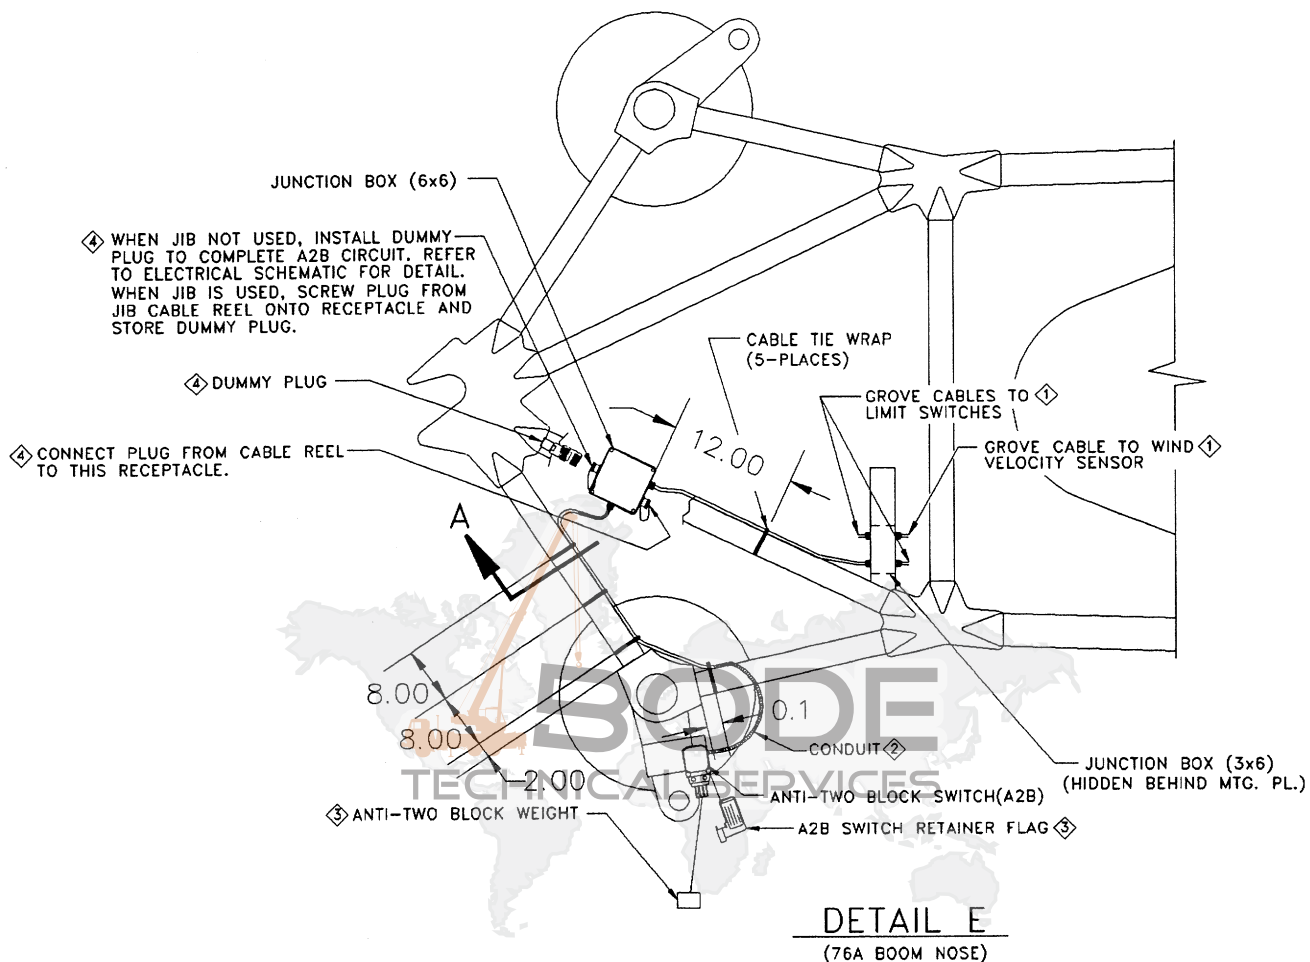 JUNCTION BOX (6x6)
4 WHEN JIB NOT USED, INSTALL DUMMY
PLUG TO COMPLETE A2B CIRCUIT. REFER
TO ELECTRICAL SCHEMATIC FOR DETAIL.
WHEN JIB IS USED, SCREW PLUG FROM
JIB CABLE REEL ONTO RECEPTACLE AND
STORE DUMMY PLUG.
CABLE TIE WRAP
(5-PLACES)
4 DUMMY PLUG
GROVE CABLES TO 1
LIMIT SWITCHES
4 CONNECT PLUG FROM CABLE REEL
TO THIS RECEPTACLE.
12.00
GROVE CABLE TO WIND 1
VELOCITY SENSOR
A
8.00
8.00
2.00
0.1
BODE
TECHNICAL SERVICES
CONDUIT 2
JUNCTION BOX (3x6)
(HIDDEN BEHIND MTG. PL.)
ANTI-TWO BLOCK SWITCH(A2B)
3 ANTI-TWO BLOCK WEIGHT
A2B SWITCH RETAINER FLAG 3
DETAIL E
(76A BOOM NOSE)